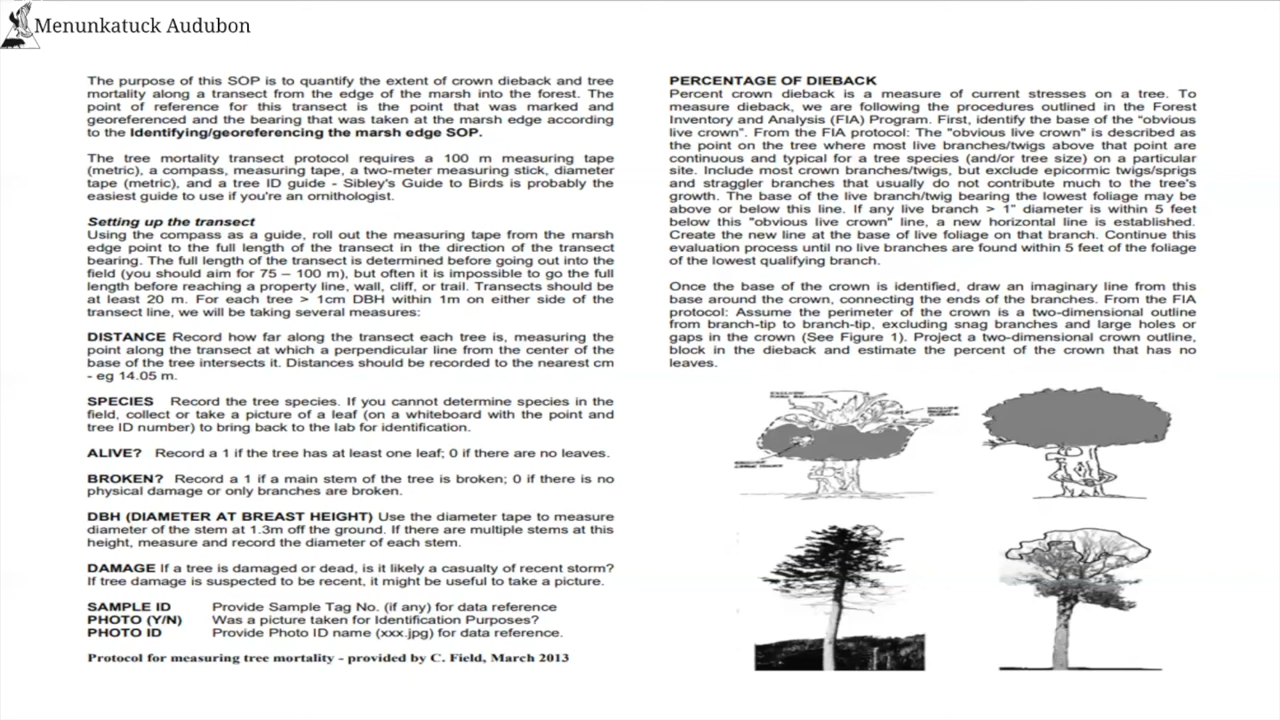 Menunkatuck Audubon
The purpose of this SOP is to quantify the extent of crown dieback and tree
mortality along a transect from the edge of the marsh into the forest. The
point of reference for this transect is the point that was marked and
georeferenced and the bearing that was taken at the marsh edge according
to the Identifying/georeferencing the marsh edge SOP.
The tree mortality transect protocol requires a 100 m measuring tape
(metric), a compass, measuring tape, a two-meter measuring stick, diameter
tape (metric), and a tree ID guide - Sibley's Guide to Birds is probably the
easiest guide to use if you're an ornithologist.
Setting up the transect
Using the compass as a guide, roll out the measuring tape from the marsh
edge point to the full length of the transect in the direction of the transect
bearing. The full length of the transect is determined before going out into the
field (you should aim for 75 – 100 m), but often it is impossible to go the full
length before reaching a property line, wall, cliff, or trail. Transects should be
at least 20 m. For each tree > 1cm DBH within 1m on either side of the
transect line, we will be taking several measures:
DISTANCE Record how far along the transect each tree is, measuring the
point along the transect at which a perpendicular line from the center of the
base of the tree intersects it. Distances should be recorded to the nearest cm
- eg 14.05 m.
SPECIES Record the tree species. If you cannot determine species in the
field, collect or take a picture of a leaf (on a whiteboard with the point and
tree ID number) to bring back to the lab for identification.
ALIVE? Record a 1 if the tree has at least one leaf; 0 if there are no leaves.
BROKEN? Record a 1 if a main stem of the tree is broken; 0 if there is no
physical damage or only branches are broken.
DBH (DIAMETER AT BREAST HEIGHT) Use the diameter tape to measure
diameter of the stem at 1.3m off the ground. If there are multiple stems at this
height, measure and record the diameter of each stem.
DAMAGE If a tree is damaged or dead, is it likely a casualty of recent storm?
If tree damage is suspected to be recent, it might be useful to take a picture.
SAMPLE ID Provide Sample Tag No. (if any) for data reference
PHOTO (Y/N) Was a picture taken for Identification Purposes?
PHOTO ID Provide Photo ID name (xxx.jpg) for data reference.
Protocol for measuring tree mortality - provided by C. Field, March 2013
PERCENTAGE OF DIEBACK
Percent crown dieback is a measure of current stresses on a tree. To
measure dieback, we are following the procedures outlined in the Forest
Inventory and Analysis (FIA) Program. First, identify the base of the "obvious
live crown". From the FIA protocol: The "obvious live crown" is described as
the point on the tree where most live branches/twigs above that point are
continuous and typical for a tree species (and/or tree size) on a particular
site. Include most crown branches/twigs, but exclude epicormic twigs/sprigs
and straggler branches that usually do not contribute much to the tree's
growth. The base of the live branch/twig bearing the lowest foliage may be
above or below this line. If any live branch > 1" diameter is within 5 feet
below this "obvious live crown" line, a new horizontal line is established.
Create the new line at the base of live foliage on that branch. Continue this
evaluation process until no live branches are found within 5 feet of the foliage
of the lowest qualifying branch.
Once the base of the crown is identified, draw an imaginary line from this
base around the crown, connecting the ends of the branches. From the FIA
protocol: Assume the perimeter of the crown is a two-dimensional outline
from branch-tip to branch-tip, excluding snag branches and large holes or
gaps in the crown (See Figure 1). Project a two-dimensional crown outline,
block in the dieback and estimate the percent of the crown that has no
leaves.